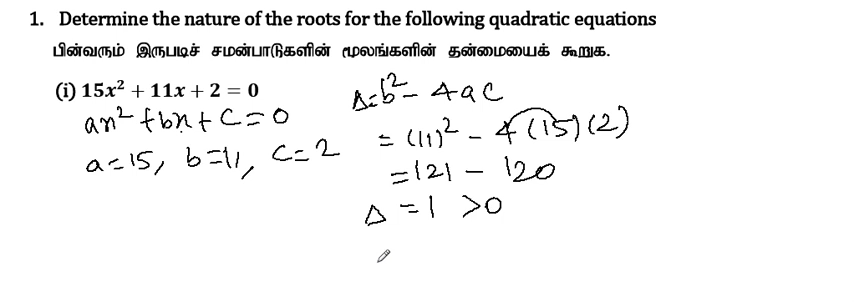 1. Determine the nature of the roots for the following quadratic equations
பின்வரும் இருபடிச் சமன்பாடுகளின் மூலங்களின் தன்மையைக் கூறுக.
(i) 15x² + 11x + 2 = 0
ax² + bx + c = 0
a = 15, b = 11, c = 2
Δ = b² - 4ac
= (11)² - 4(15)(2)
= 121 - 120
Δ = 1 > 0